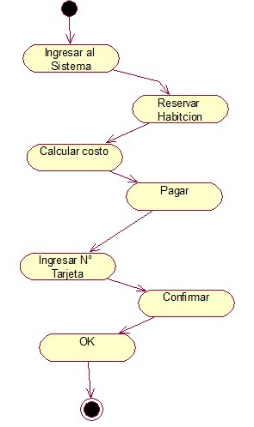 Ingresar al
Sistema
Reservar
Habitcion
Calcular costo
Pagar
Ingresar N°
Tarjeta
Confirmar
OK